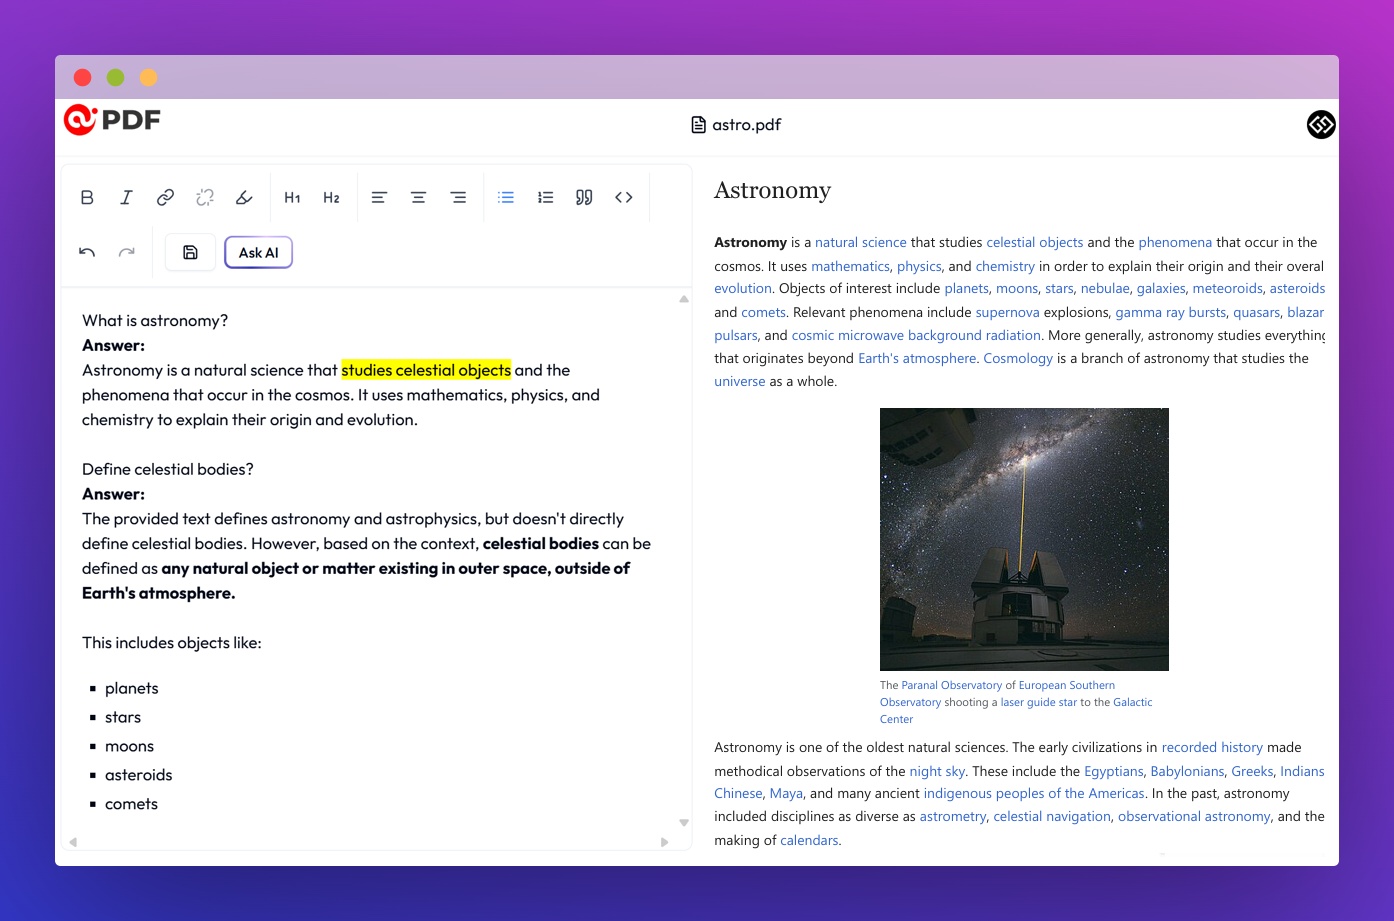 PDF
astro.pdf
B I H1 H2
Ask AI
What is astronomy?
Answer:
Astronomy is a natural science that studies celestial objects and the
phenomena that occur in the cosmos. It uses mathematics, physics, and
chemistry to explain their origin and evolution.
Define celestial bodies?
Answer:
The provided text defines astronomy and astrophysics, but doesn't directly
define celestial bodies. However, based on the context, celestial bodies can be
defined as any natural object or matter existing in outer space, outside of
Earth's atmosphere.
This includes objects like:
planets
stars
moons
asteroids
comets
Astronomy
Astronomy is a natural science that studies celestial objects and the phenomena that occur in the
cosmos. It uses mathematics, physics, and chemistry in order to explain their origin and their overal
evolution. Objects of interest include planets, moons, stars, nebulae, galaxies, meteoroids, asteroids
and comets. Relevant phenomena include supernova explosions, gamma ray bursts, quasars, blazar
pulsars, and cosmic microwave background radiation. More generally, astronomy studies everything
that originates beyond Earth's atmosphere. Cosmology is a branch of astronomy that studies the
universe as a whole.
The Paranal Observatory of European Southern
Observatory shooting a laser guide star to the Galactic
Center
Astronomy is one of the oldest natural sciences. The early civilizations in recorded history made
methodical observations of the night sky. These include the Egyptians, Babylonians, Greeks, Indians
Chinese, Maya, and many ancient indigenous peoples of the Americas. In the past, astronomy
included disciplines as diverse as astrometry, celestial navigation, observational astronomy, and the
making of calendars.